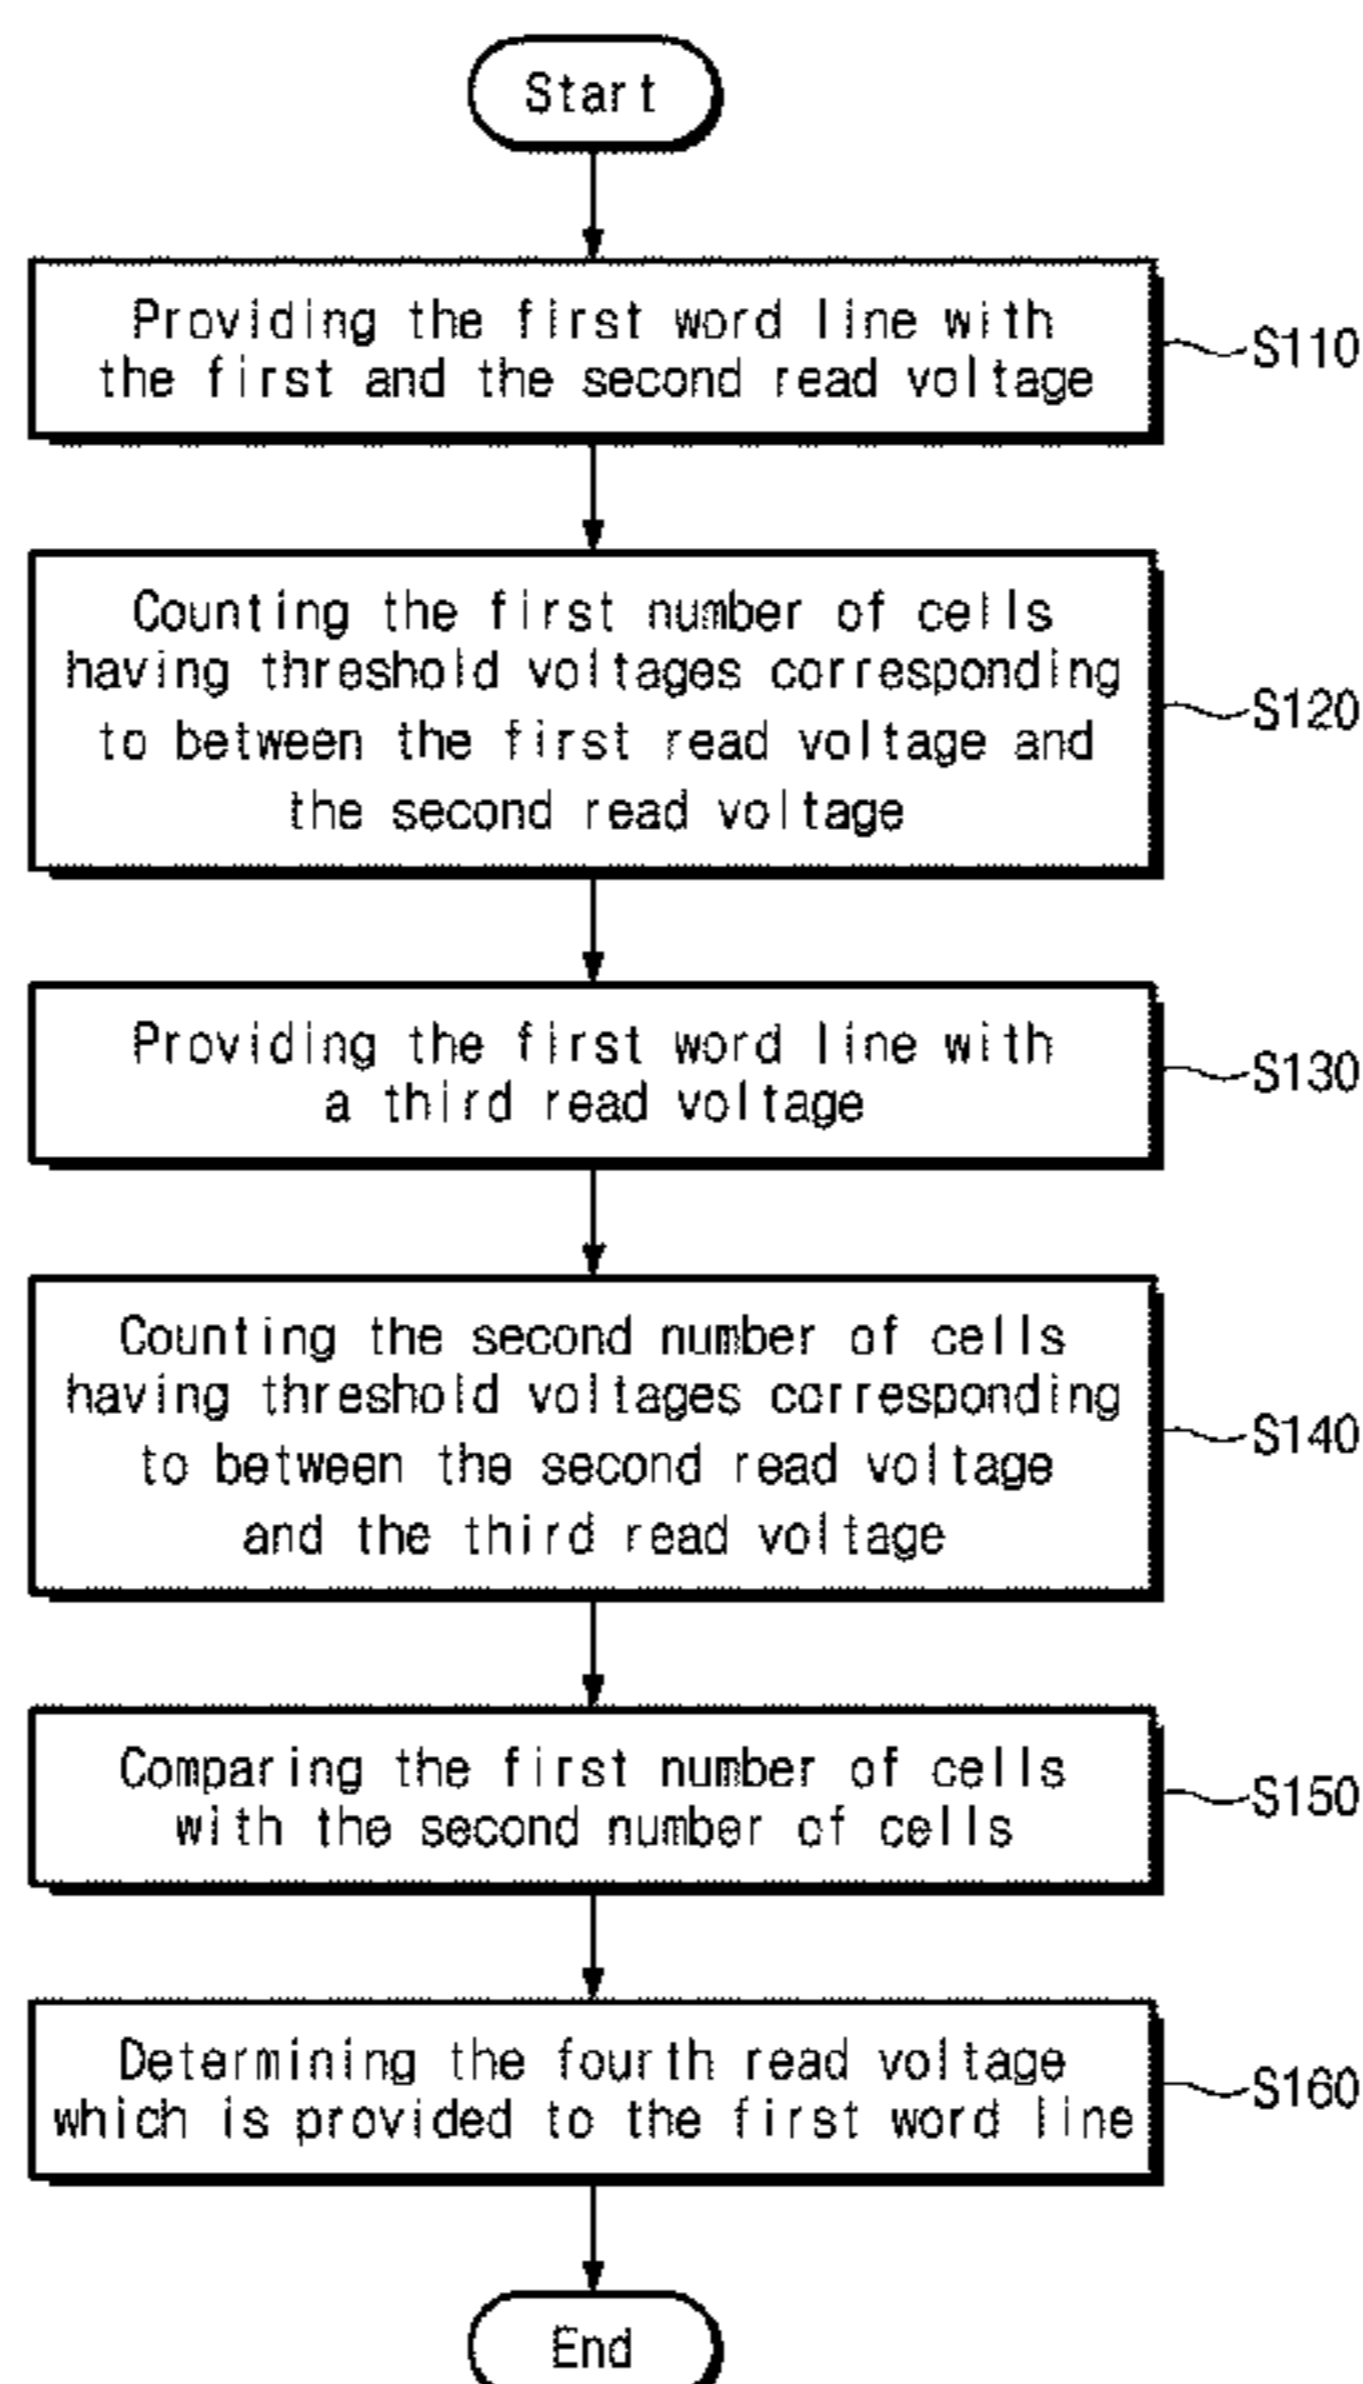 Start
Providing the first word line with
the first and the second read voltage
S110
Counting the first number of cells
having threshold voltages corresponding
to between the first read voltage and
the second read voltage
S120
Providing the first word line with
a third read voltage
S130
Counting the second number of cells
having threshold voltages corresponding
to between the second read voltage
and the third read voltage
S140
Comparing the first number of cells
with the second number of cells
S150
Determining the fourth read voltage
which is provided to the first word line
S160
End